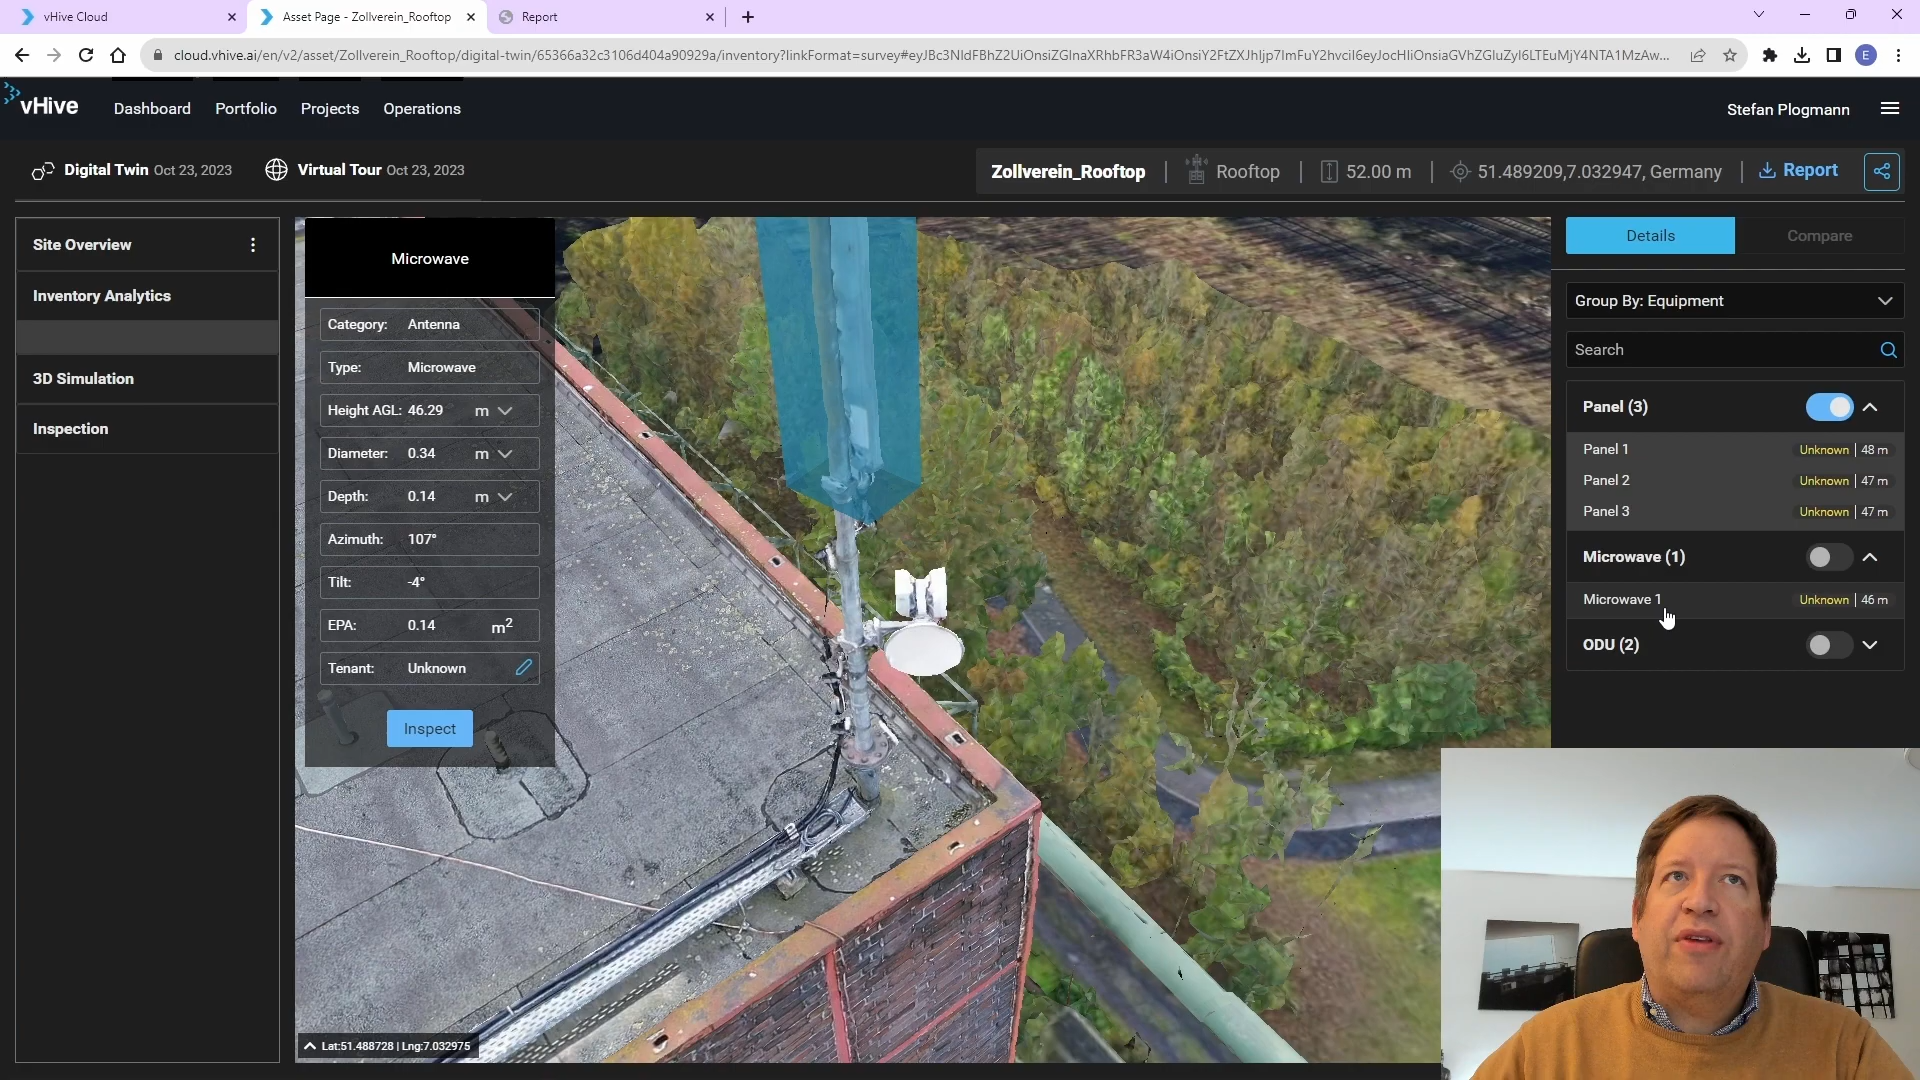 vHive Cloud
Asset Page - Zollverein_Rooftop
Report
cloud.vhive.ai/en/v2/asset/Zollverein_Rooftop/digital-twin/65366a32c3106d404a90929a/inventory?linkFormat=survey#
E
vHive
Dashboard
Portfolio
Projects
Operations
Stefan Plogmann
Digital Twin Oct 23, 2023
Virtual Tour Oct 23, 2023
Zollverein_Rooftop
Rooftop
52.00 m
51.489209,7.032947, Germany
Report
Site Overview
Inventory Analytics
3D Simulation
Inspection
Microwave
Category: Antenna
Type: Microwave
Height AGL: 46.29 m
Diameter: 0.34 m
Depth: 0.14 m
Azimuth: 107°
Tilt: -4°
EPA: 0.14 m²
Tenant: Unknown
Inspect
Lat:51.488728 | Lng:7.032975
Details
Compare
Group By: Equipment
Search
Panel (3)
Panel 1 Unknown | 48 m
Panel 2 Unknown | 47 m
Panel 3 Unknown | 47 m
Microwave (1)
Microwave 1 Unknown | 46 m
ODU (2)